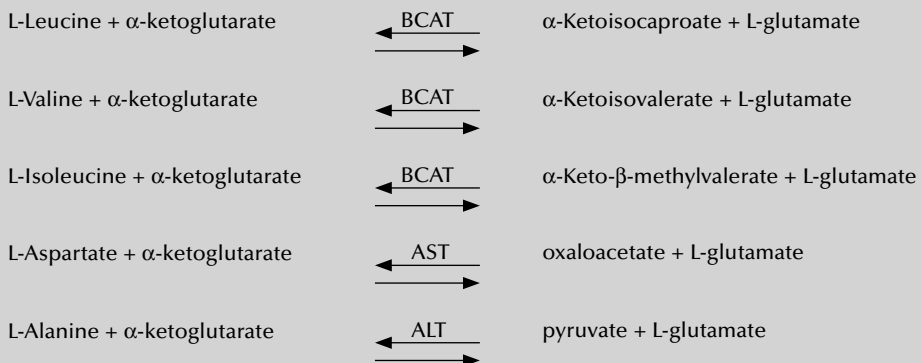 L-Leucine + α-ketoglutarate BCAT α-Ketoisocaproate + L-glutamate
L-Valine + α-ketoglutarate BCAT α-Ketoisovalerate + L-glutamate
L-Isoleucine + α-ketoglutarate BCAT α-Keto-β-methylvalerate + L-glutamate
L-Aspartate + α-ketoglutarate AST oxaloacetate + L-glutamate
L-Alanine + α-ketoglutarate ALT pyruvate + L-glutamate